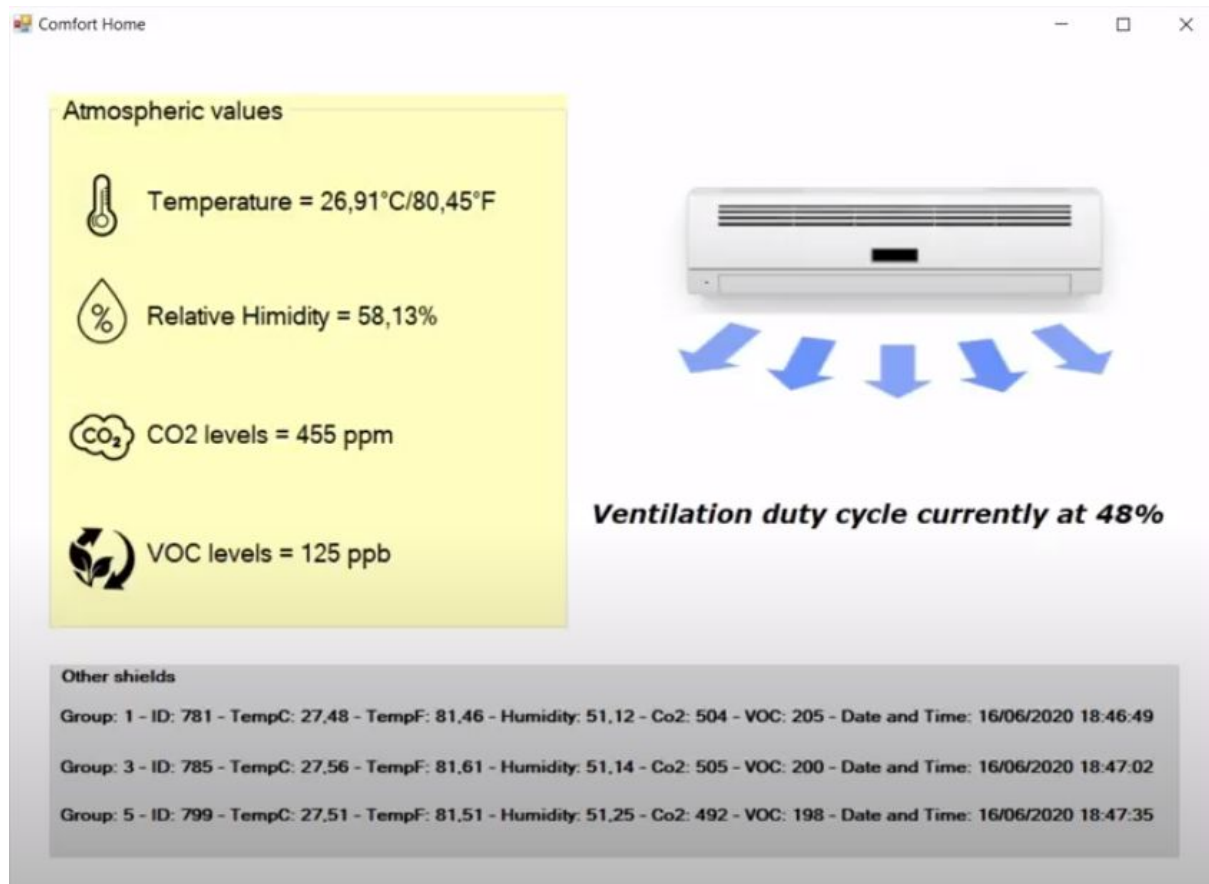 Comfort Home
Atmospheric values
Temperature = 26,91°C/80,45°F
%
Relative Himidity = 58,13%
CO₂
CO2 levels = 455 ppm
VOC levels = 125 ppb
Ventilation duty cycle currently at 48%
Other shields
Group: 1 - ID: 781 - TempC: 27,48 - TempF: 81,46 - Humidity: 51,12 - Co2: 504 - VOC: 205 - Date and Time: 16/06/2020 18:46:49
Group: 3 - ID: 785 - TempC: 27,56 - TempF: 81,61 - Humidity: 51,14 - Co2: 505 - VOC: 200 - Date and Time: 16/06/2020 18:47:02
Group: 5 - ID: 799 - TempC: 27,51 - TempF: 81,51 - Humidity: 51,25 - Co2: 492 - VOC: 198 - Date and Time: 16/06/2020 18:47:35